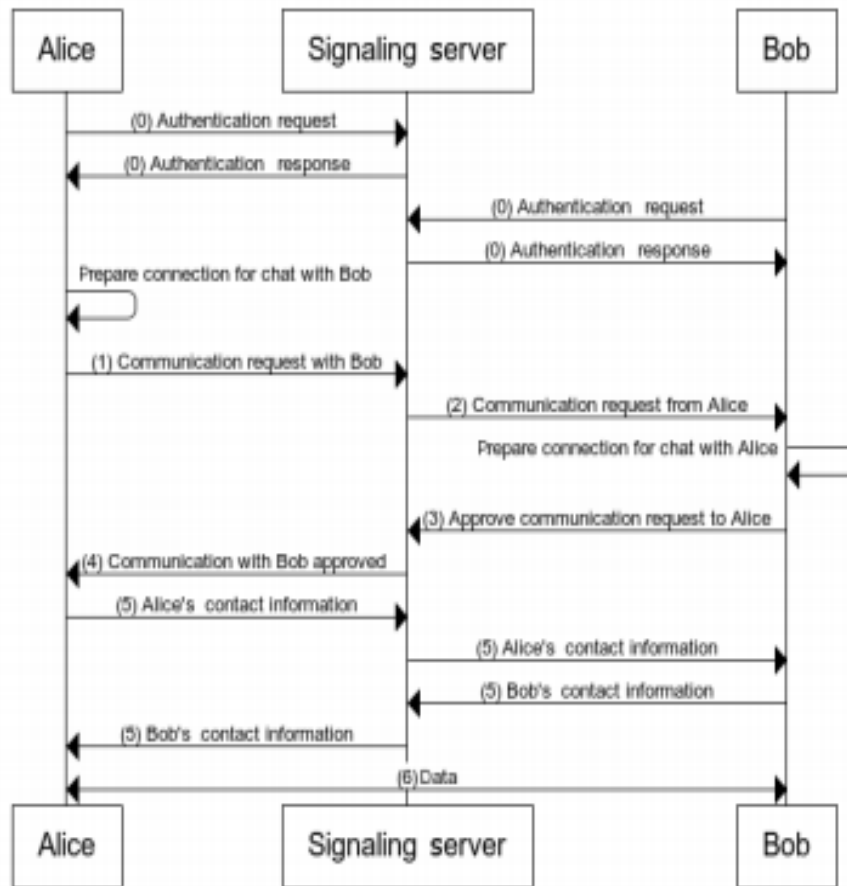 Alice Signaling server Bob
(0) Authentication request
(0) Authentication response
(0) Authentication request
(0) Authentication response
Prepare connection for chat with Bob
(1) Communication request with Bob
(2) Communication request from Alice
Prepare connection for chat with Alice
(3) Approve communication request to Alice
(4) Communication with Bob approved
(5) Alice's contact information
(5) Alice's contact information
(5) Bob's contact information
(5) Bob's contact information
(6)Data
Alice Signaling server Bob